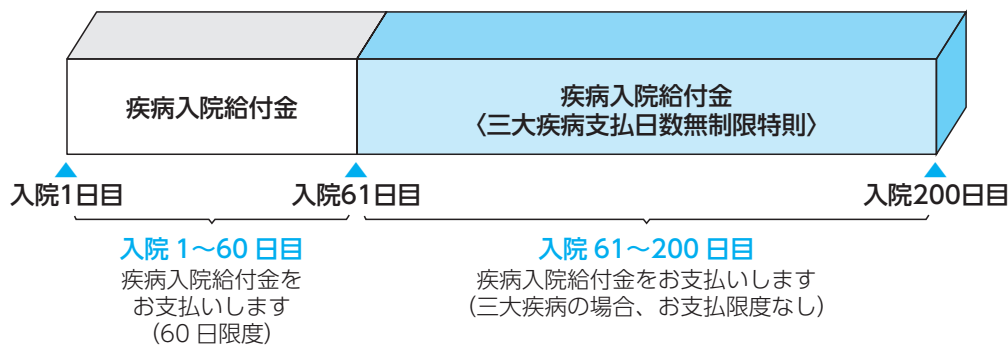 疾病入院給付金
疾病入院給付金
〈三大疾病支払日数無制限特則〉
入院1日目
入院61日目
入院200日目
入院 1～60 日目
疾病入院給付金を
お支払いします
（60 日限度）
入院 61～200 日目
疾病入院給付金をお支払いします
（三大疾病の場合、お支払限度なし）